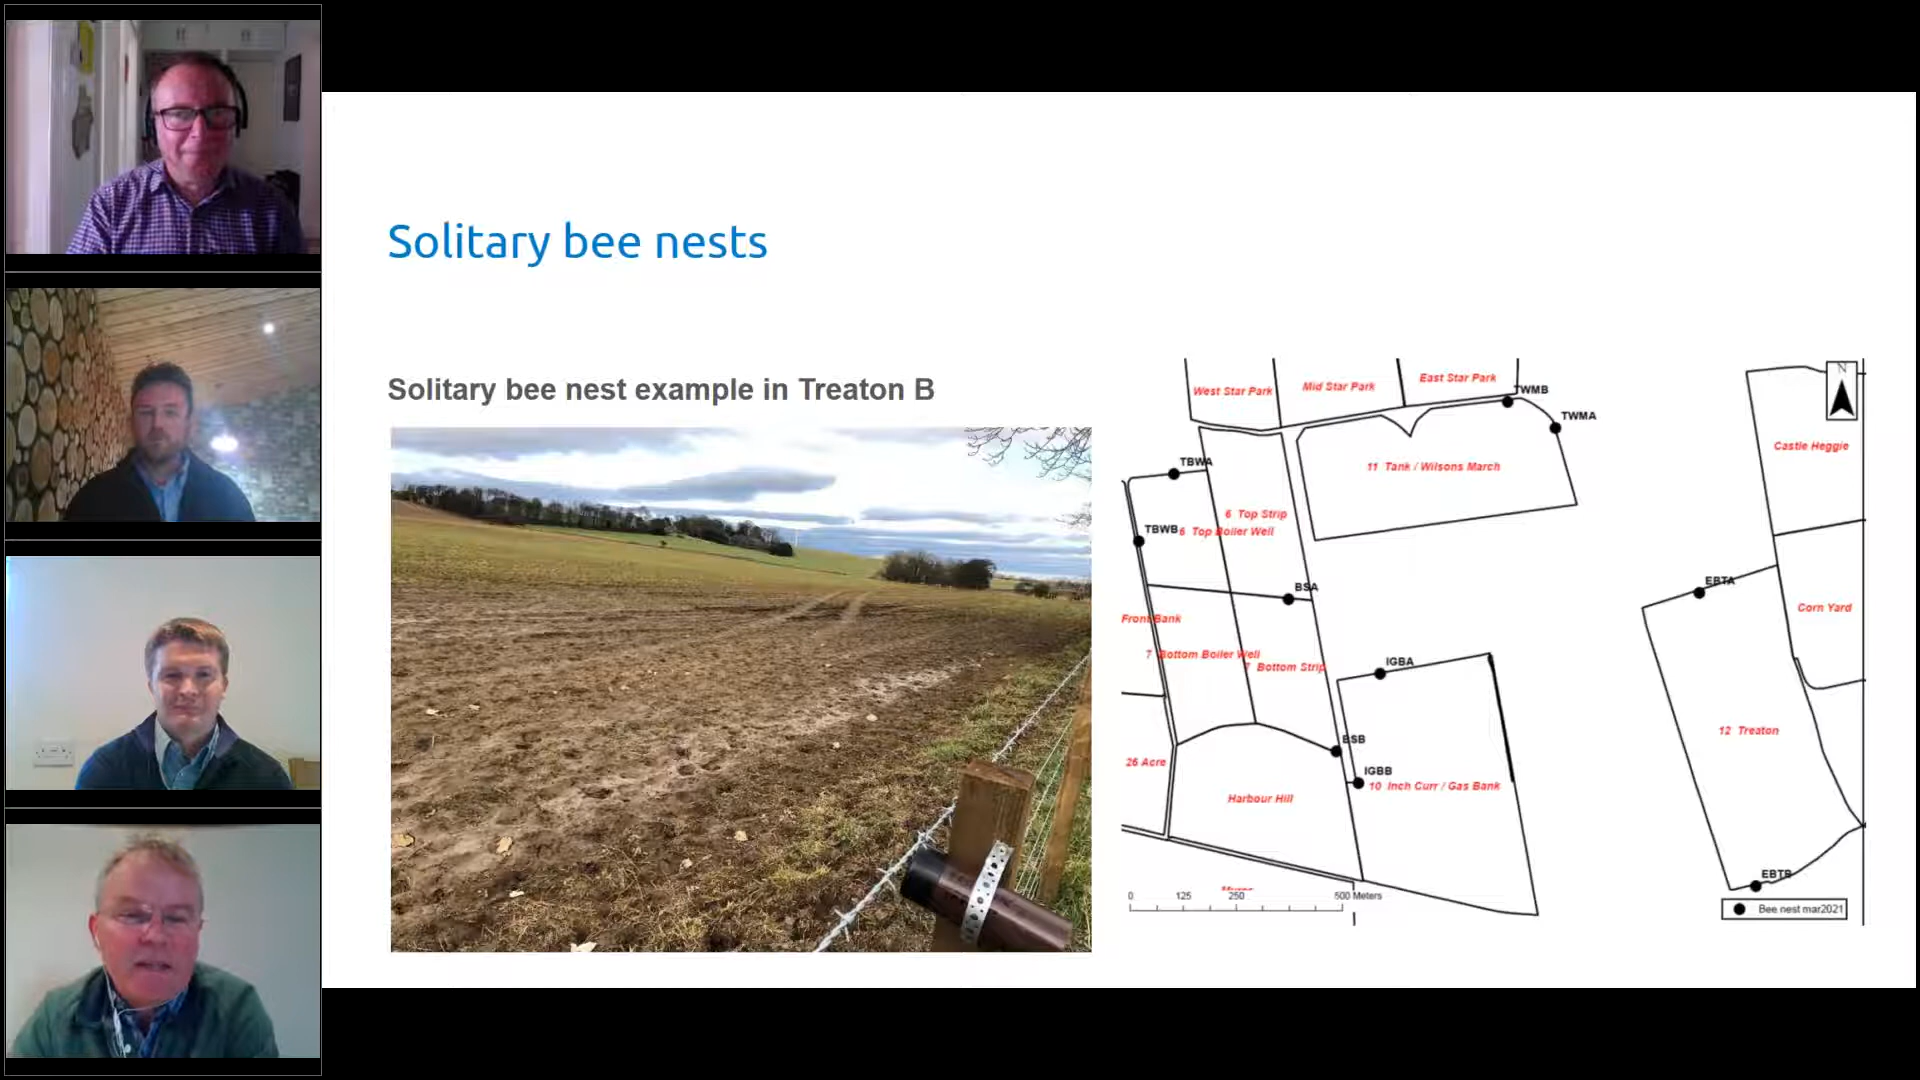 Solitary bee nests
Solitary bee nest example in Treaton B
West Star Park
Mid Star Park
East Star Park
TWMB
TWMA
N
Castle Heggie
11 Tank / Wilsons March
TBWA
6 Top Strip
TBWB
6 Top Boiler Well
BSA
EBTA
Corn Yard
Front Bank
7 Bottom Boiler Well
7 Bottom Strip
IGBA
12 Treaton
BSB
26 Acre
IGBB
10 Inch Curr / Gas Bank
Harbour Hill
EBTB
0 125 250 500 Meters
Bee nest mar2021